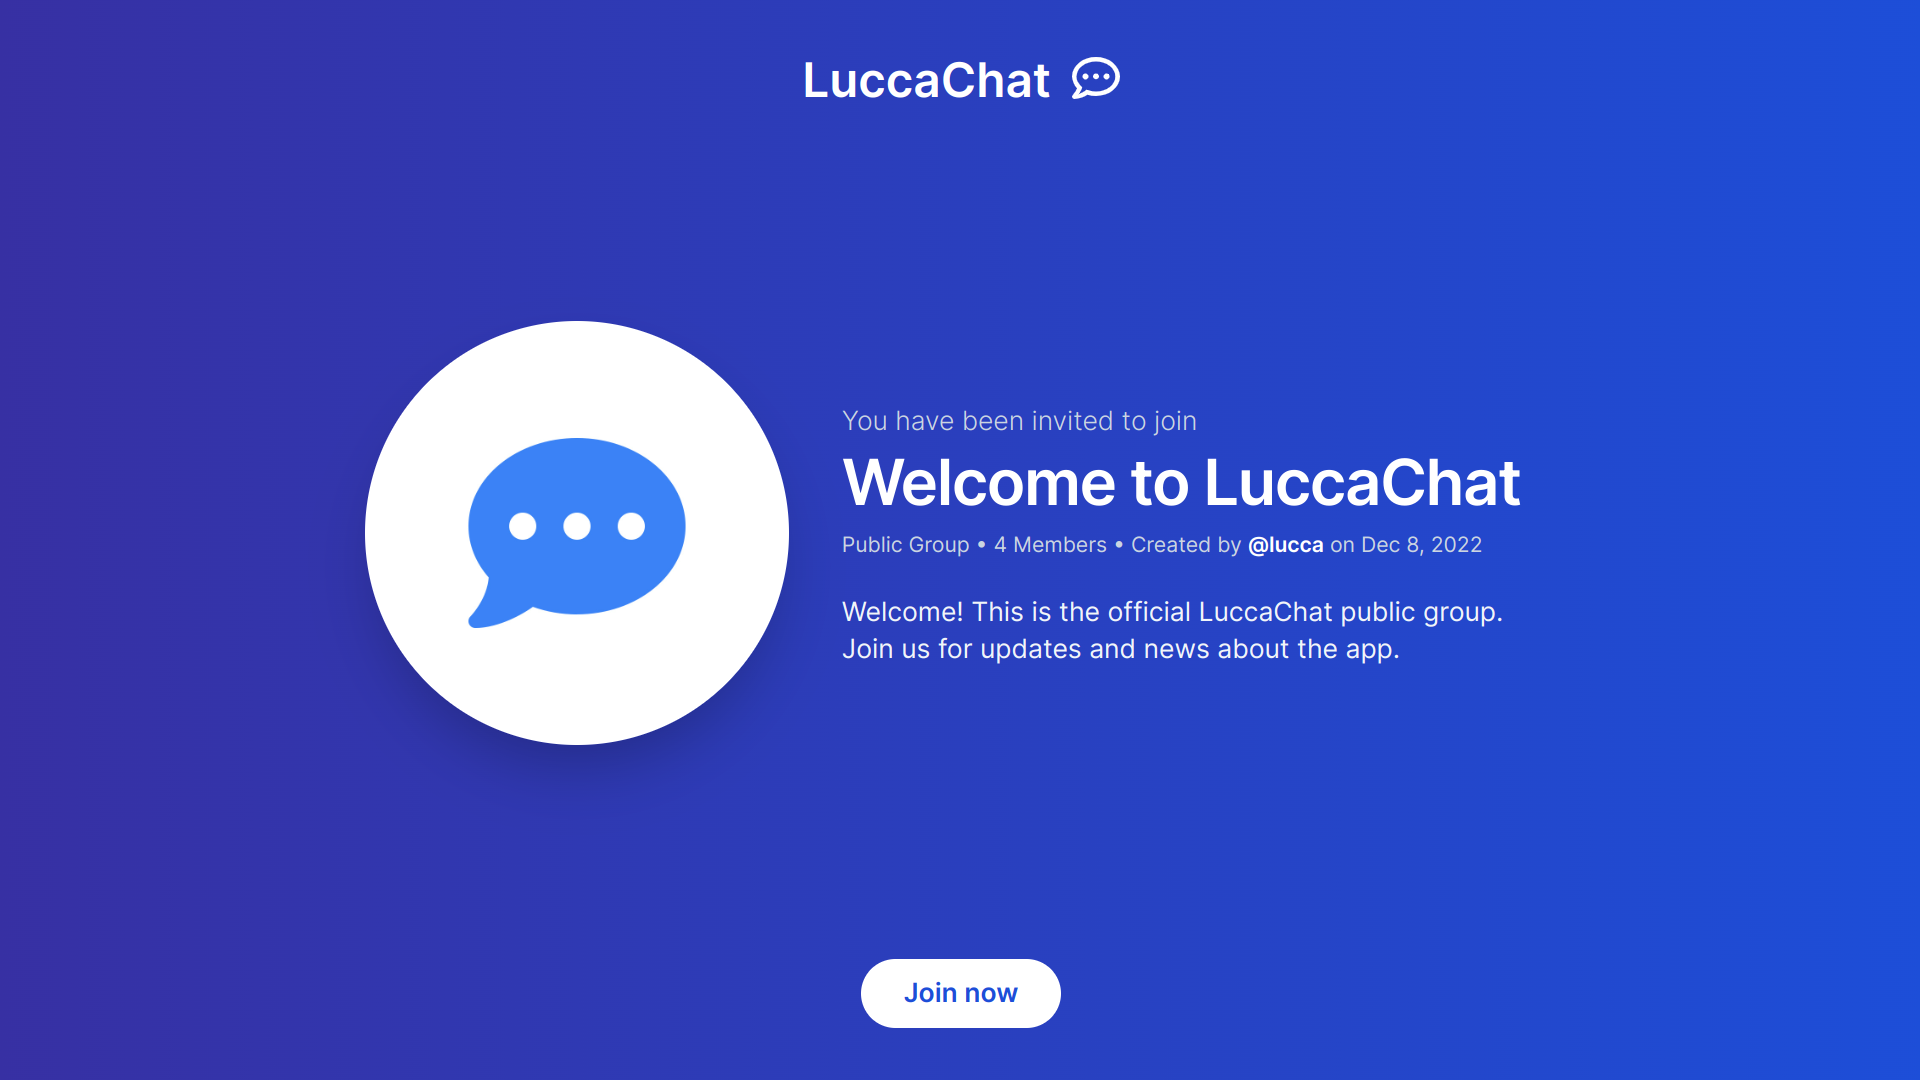 LuccaChat
You have been invited to join
Welcome to LuccaChat
Public Group • 4 Members • Created by @lucca on Dec 8, 2022
Welcome! This is the official LuccaChat public group.
Join us for updates and news about the app.
Join now